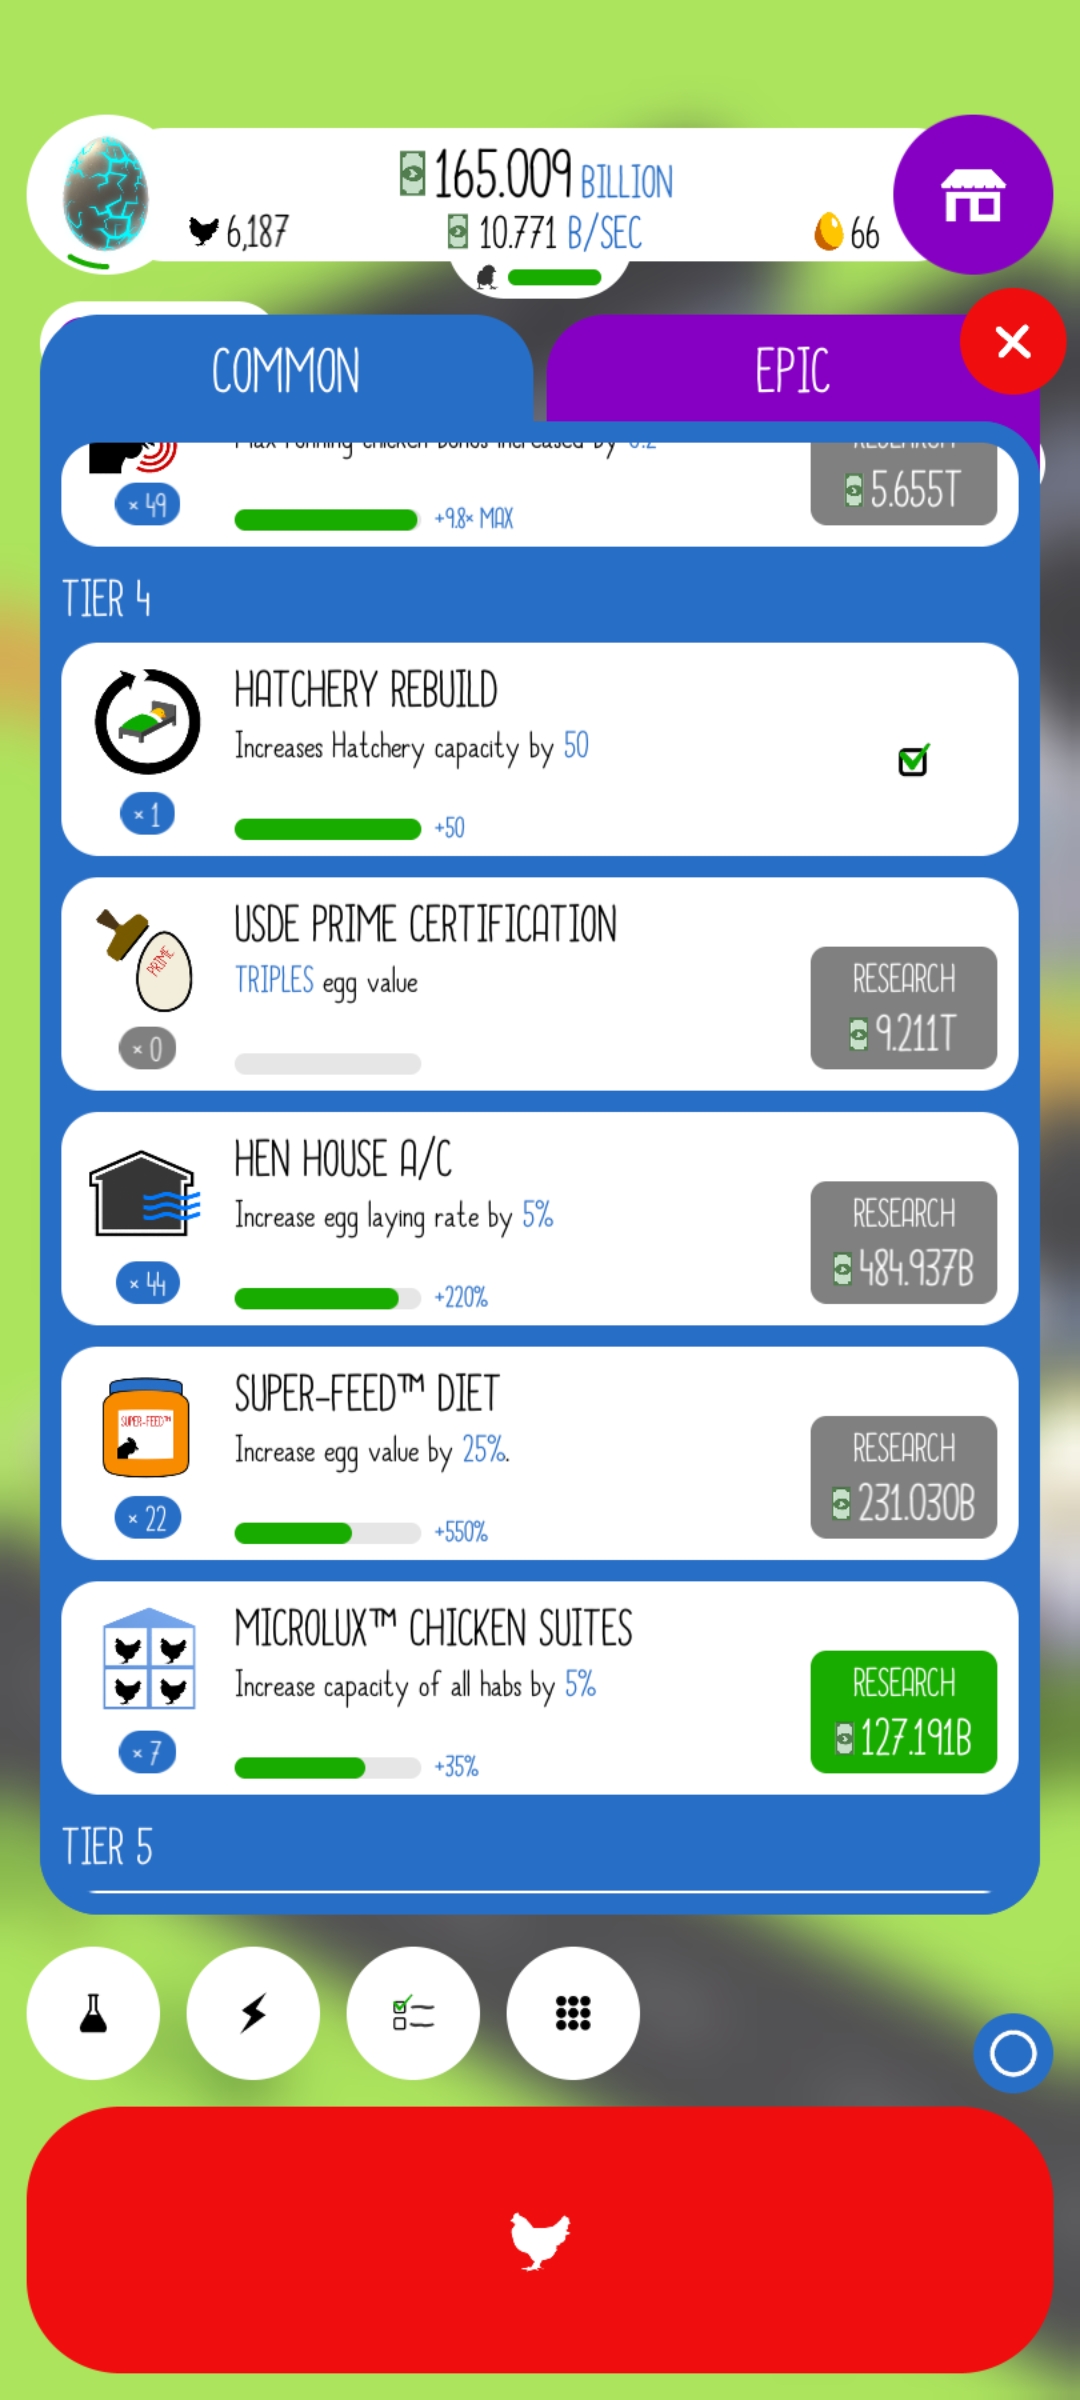 165.009 BILLION
6,187
10.771 B/SEC
66
COMMON
EPIC
Max running chicken bonus increased by 0.2
RESEARCH
× 49
5.655T
+9.8× MAX
TIER 4
HATCHERY REBUILD
Increases Hatchery capacity by 50
× 1
+50
USDE PRIME CERTIFICATION
TRIPLES egg value
PRIME
RESEARCH
9.211T
× 0
HEN HOUSE A/C
Increase egg laying rate by 5%
RESEARCH
484.937B
× 44
+220%
SUPER-FEED™ DIET
SUPER-FEED™
Increase egg value by 25%.
RESEARCH
231.030B
× 22
+550%
MICROLUX™ CHICKEN SUITES
Increase capacity of all habs by 5%
RESEARCH
127.191B
× 7
+35%
TIER 5